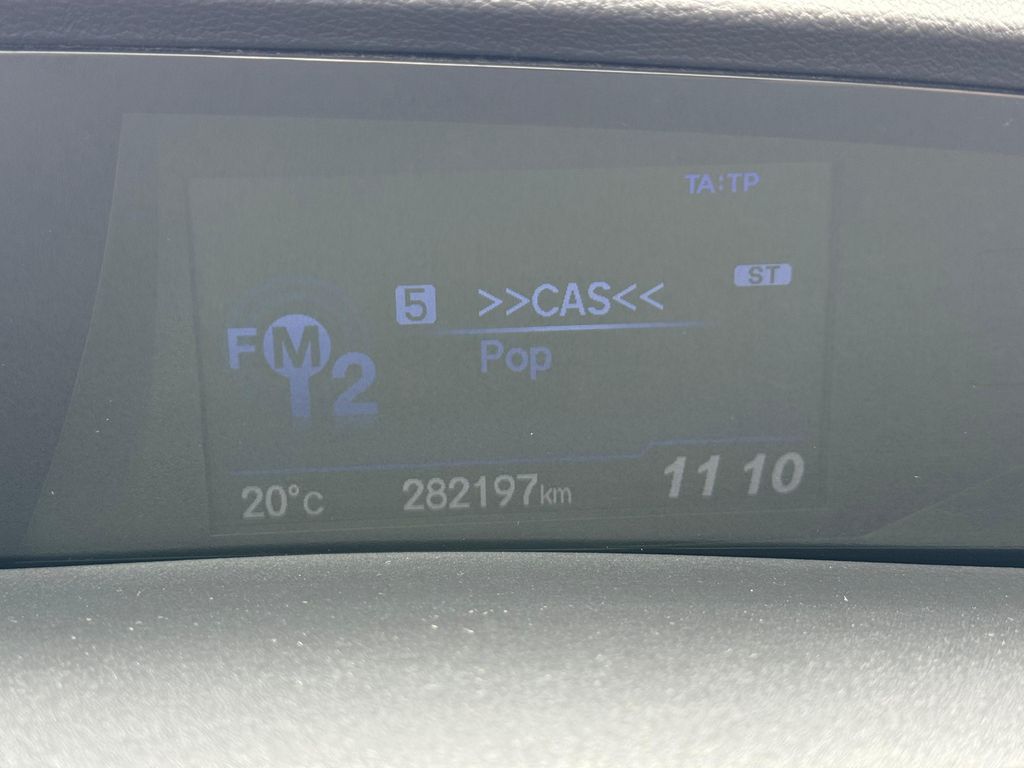 TA:TP
ST
5 >>CAS<<
FM2
Pop
20°C 282197km 11 10